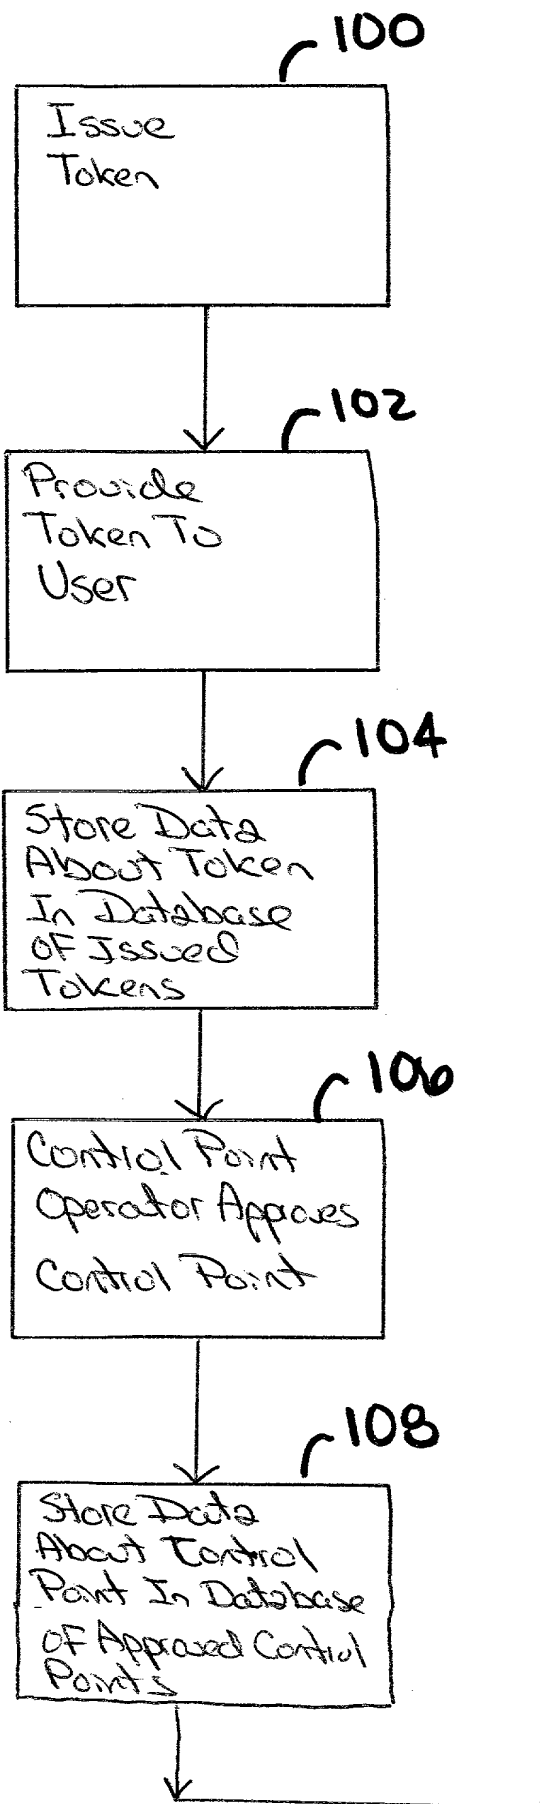 100
Issue
Token
102
Provide
Token To
User
104
Store Data
About Token
In Database
of Issued
Tokens
106
Control Point
Operator Approves
Control Point
108
Store Data
About Control
Point In Database
of Approved Control
Points